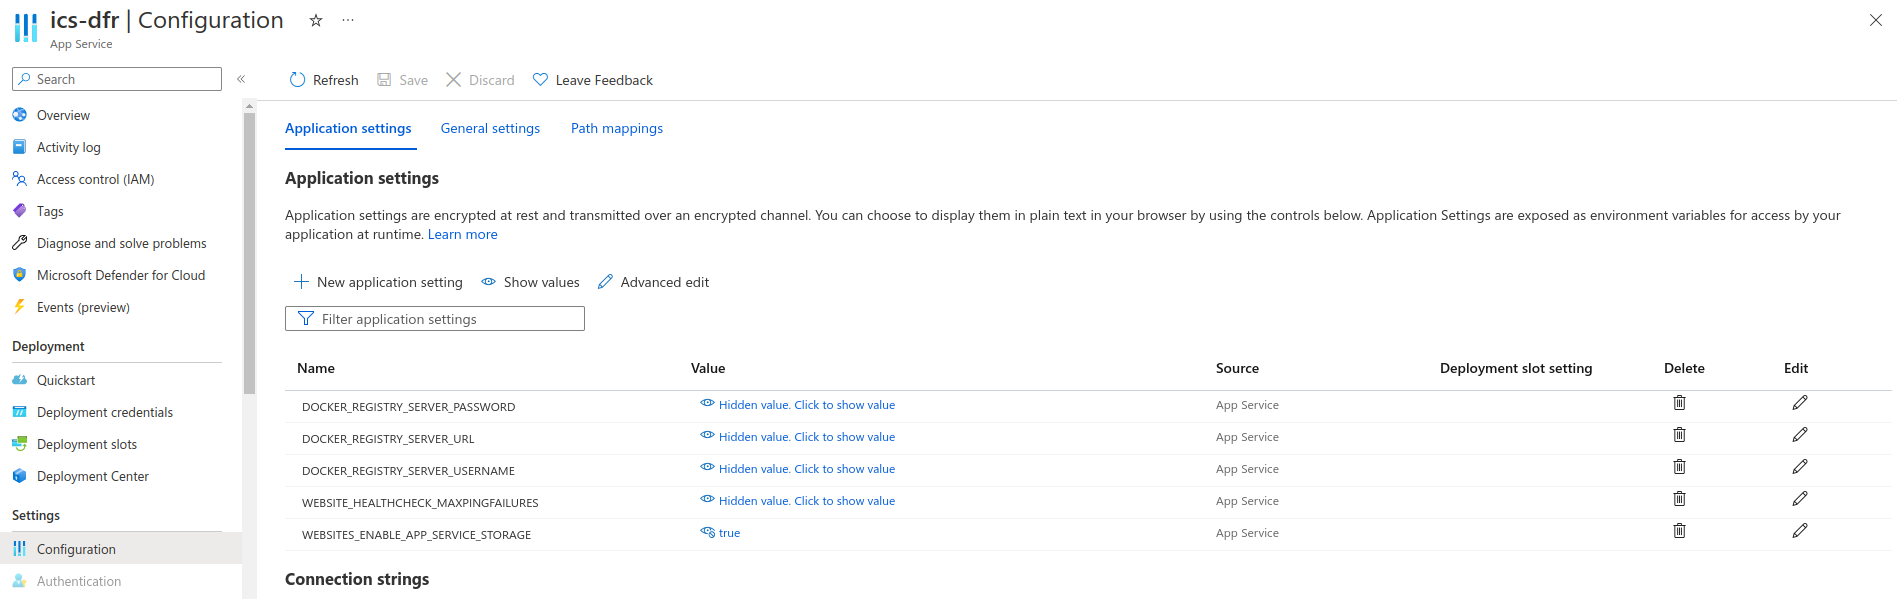 ics-dfr | Configuration
App Service
Search
Refresh Save Discard Leave Feedback
Overview
Activity log
Access control (IAM)
Tags
Diagnose and solve problems
Microsoft Defender for Cloud
Events (preview)
Deployment
Quickstart
Deployment credentials
Deployment slots
Deployment Center
Settings
Configuration
Authentication
Application settings General settings Path mappings
Application settings
Application settings are encrypted at rest and transmitted over an encrypted channel. You can choose to display them in plain text in your browser by using the controls below. Application Settings are exposed as environment variables for access by your
application at runtime. Learn more
New application setting Show values Advanced edit
Filter application settings
Name Value Source Deployment slot setting Delete Edit
DOCKER_REGISTRY_SERVER_PASSWORD Hidden value. Click to show value App Service
DOCKER_REGISTRY_SERVER_URL Hidden value. Click to show value App Service
DOCKER_REGISTRY_SERVER_USERNAME Hidden value. Click to show value App Service
WEBSITE_HEALTHCHECK_MAXPINGFAILURES Hidden value. Click to show value App Service
WEBSITES_ENABLE_APP_SERVICE_STORAGE true App Service
Connection strings